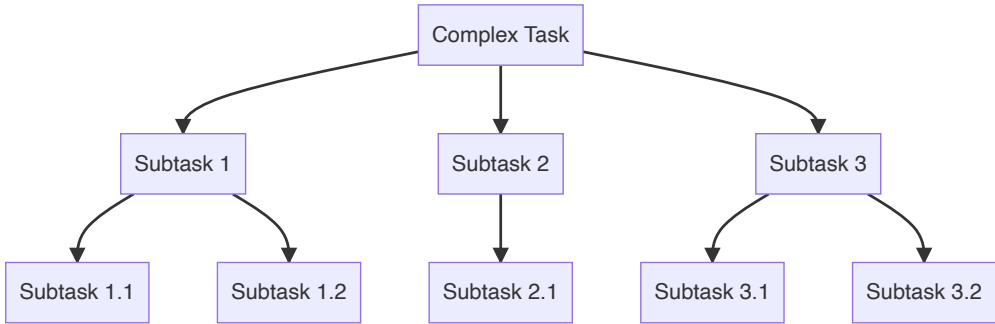 Complex Task
Subtask 1
Subtask 2
Subtask 3
Subtask 1.1
Subtask 1.2
Subtask 2.1
Subtask 3.1
Subtask 3.2